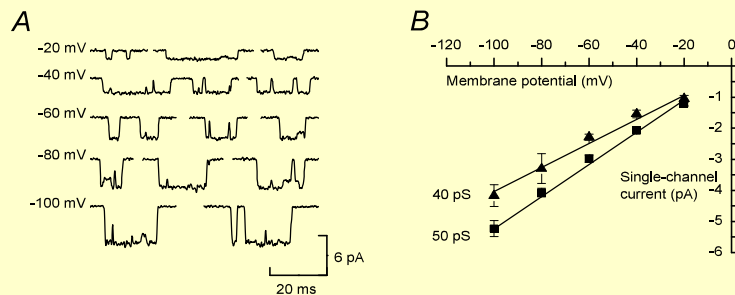 A
-20 mV
-40 mV
-60 mV
-80 mV
-100 mV
6 pA
20 ms
B
-120 -100 -80 -60 -40 -20 0
Membrane potential (mV)
-1
-2
-3
-4
-5
-6
Single-channel
current (pA)
40 pS
50 pS